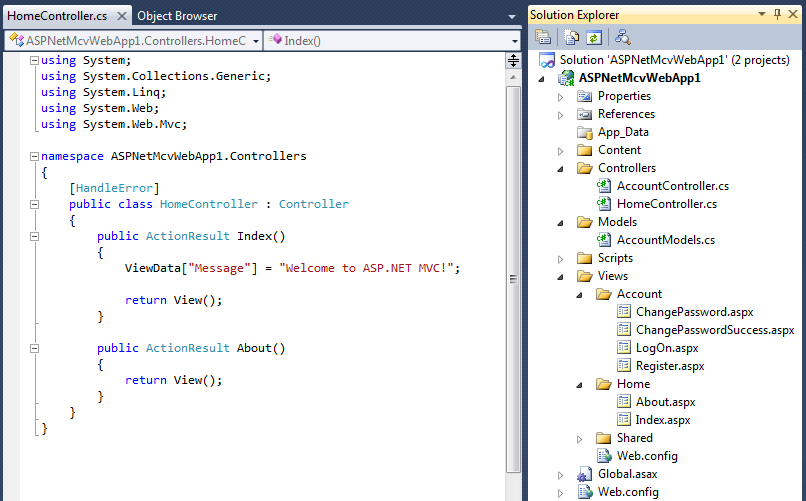 HomeController.cs
Object Browser
ASPNetMcvWebApp1.Controllers.HomeC
Index()
using System;
using System.Collections.Generic;
using System.Linq;
using System.Web;
using System.Web.Mvc;
namespace ASPNetMcvWebApp1.Controllers
{
[HandleError]
public class HomeController : Controller
{
public ActionResult Index()
{
ViewData["Message"] = "Welcome to ASP.NET MVC!";
return View();
}
public ActionResult About()
{
return View();
}
}
}
Solution Explorer
Solution 'ASPNetMcvWebApp1' (2 projects)
ASPNetMcvWebApp1
Properties
References
App_Data
Content
Controllers
AccountController.cs
HomeController.cs
Models
AccountModels.cs
Scripts
Views
Account
ChangePassword.aspx
ChangePasswordSuccess.aspx
LogOn.aspx
Register.aspx
Home
About.aspx
Index.aspx
Shared
Web.config
Global.asax
Web.config